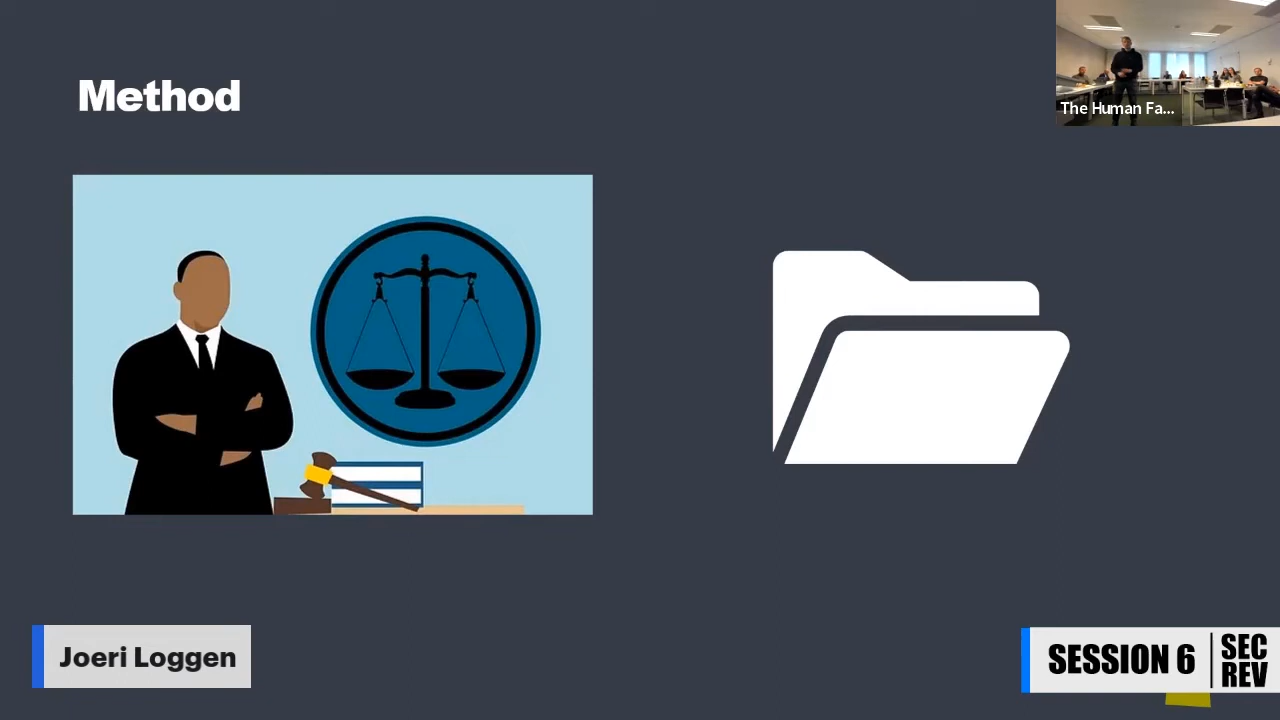 Method
The Human Fa...
Joeri Loggen
SESSION 6
SEC
REV